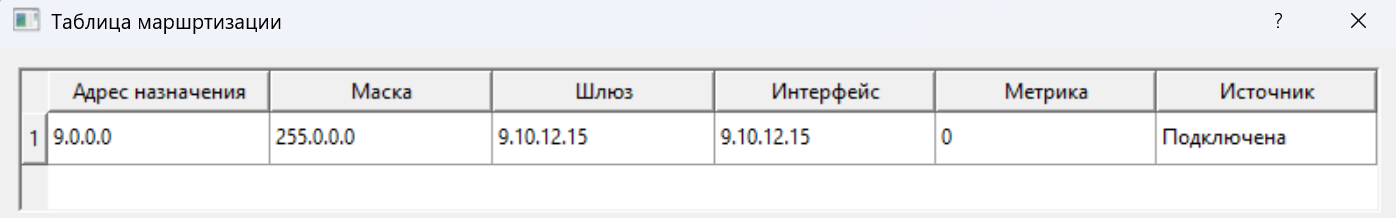 Таблица маршртизации ?
Адрес назначения Маска Шлюз Интерфейс Метрика Источник
1 9.0.0.0 255.0.0.0 9.10.12.15 9.10.12.15 0 Подключена